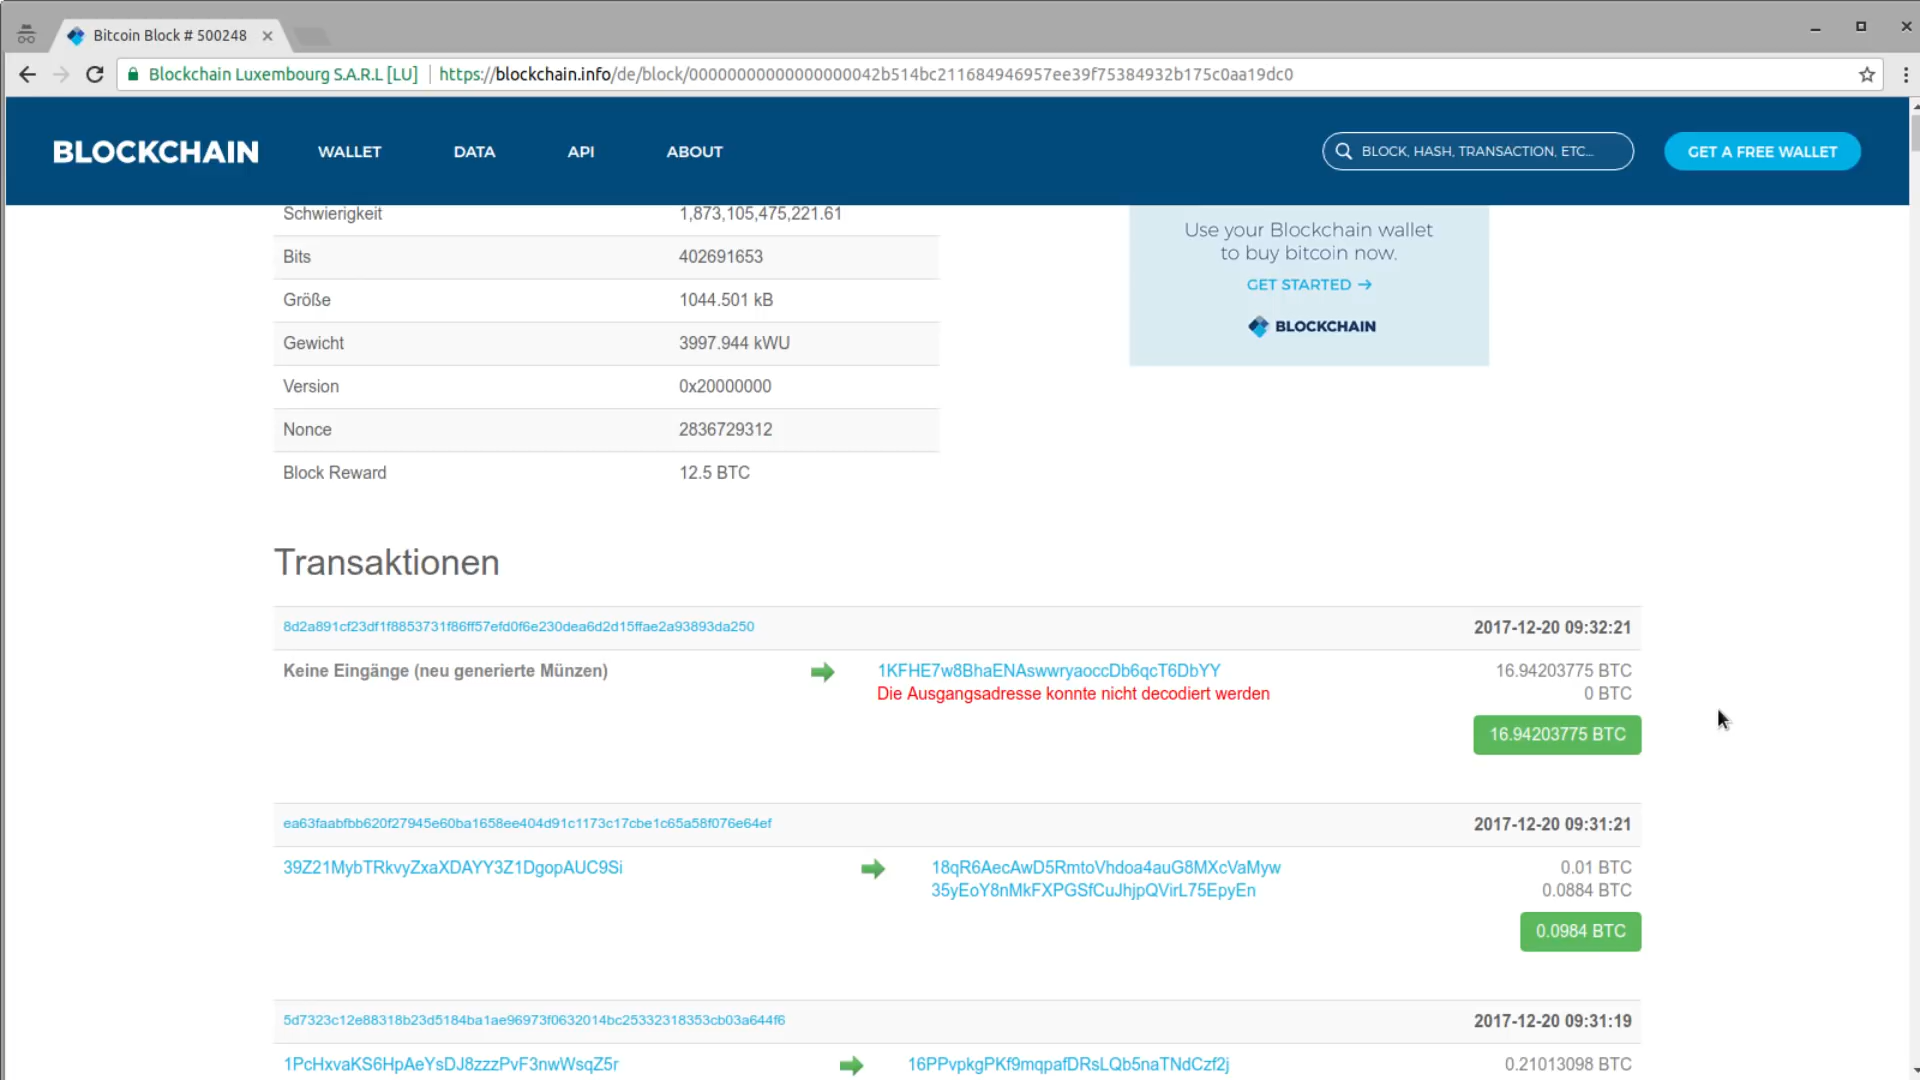 Bitcoin Block # 500248
Blockchain Luxembourg S.A.R.L [LU] https://blockchain.info/de/block/00000000000000000042b514bc211684946957ee39f75384932b175c0aa19dc0
BLOCKCHAIN WALLET DATA API ABOUT BLOCK, HASH, TRANSACTION, ETC... GET A FREE WALLET
Schwierigkeit 1,873,105,475,221.61
Bits 402691653
Größe 1044.501 kB
Gewicht 3997.944 kWU
Version 0x20000000
Nonce 2836729312
Block Reward 12.5 BTC
Use your Blockchain wallet
to buy bitcoin now.
GET STARTED →
BLOCKCHAIN
Transaktionen
8d2a891cf23df1f8853731f86ff57efd0f6e230dea6d2d15ffae2a93893da250 2017-12-20 09:32:21
Keine Eingänge (neu generierte Münzen) 1KFHE7w8BhaENAswwryaoccDb6qcT6DbYY 16.94203775 BTC
Die Ausgangsadresse konnte nicht decodiert werden 0 BTC
16.94203775 BTC
ea63faabfbb620f27945e60ba1658ee404d91c1173c17cbe1c65a58f076e64ef 2017-12-20 09:31:21
39Z21MybTRkvyZxaXDAYY3Z1DgopAUC9Si 18qR6AecAwD5RmtoVhdoa4auG8MXcVaMyw 0.01 BTC
35yEoY8nMkFXPGSfCuJhjpQVirL75EpyEn 0.0884 BTC
0.0984 BTC
5d7323c12e88318b23d5184ba1ae96973f0632014bc25332318353cb03a644f6 2017-12-20 09:31:19
1PcHxvaKS6HpAeYsDJ8zzzPvF3nwWsqZ5r 16PPvpkgPKf9mqpafDRsLQb5naTNdCzf2j 0.21013098 BTC